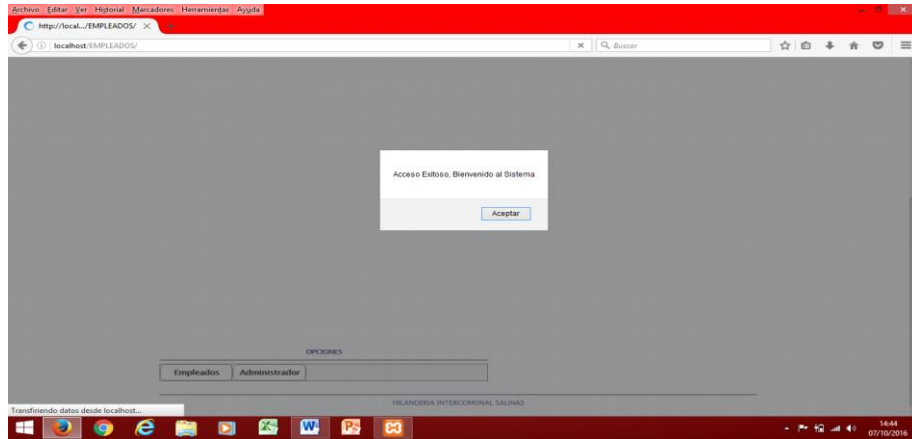 Archivo Editar Ver Historial Marcadores Herramientas Ayuda
http://local.../EMPLEADOS/
localhost/EMPLEADOS/
Buscar
Acceso Exitoso, Bienvenido al Sistema
Aceptar
OPCIONES
Empleados Administrador
HILANDERIA INTERCOMUNAL SALINAS
Transfiriendo datos desde localhost...
14:44
07/10/2016